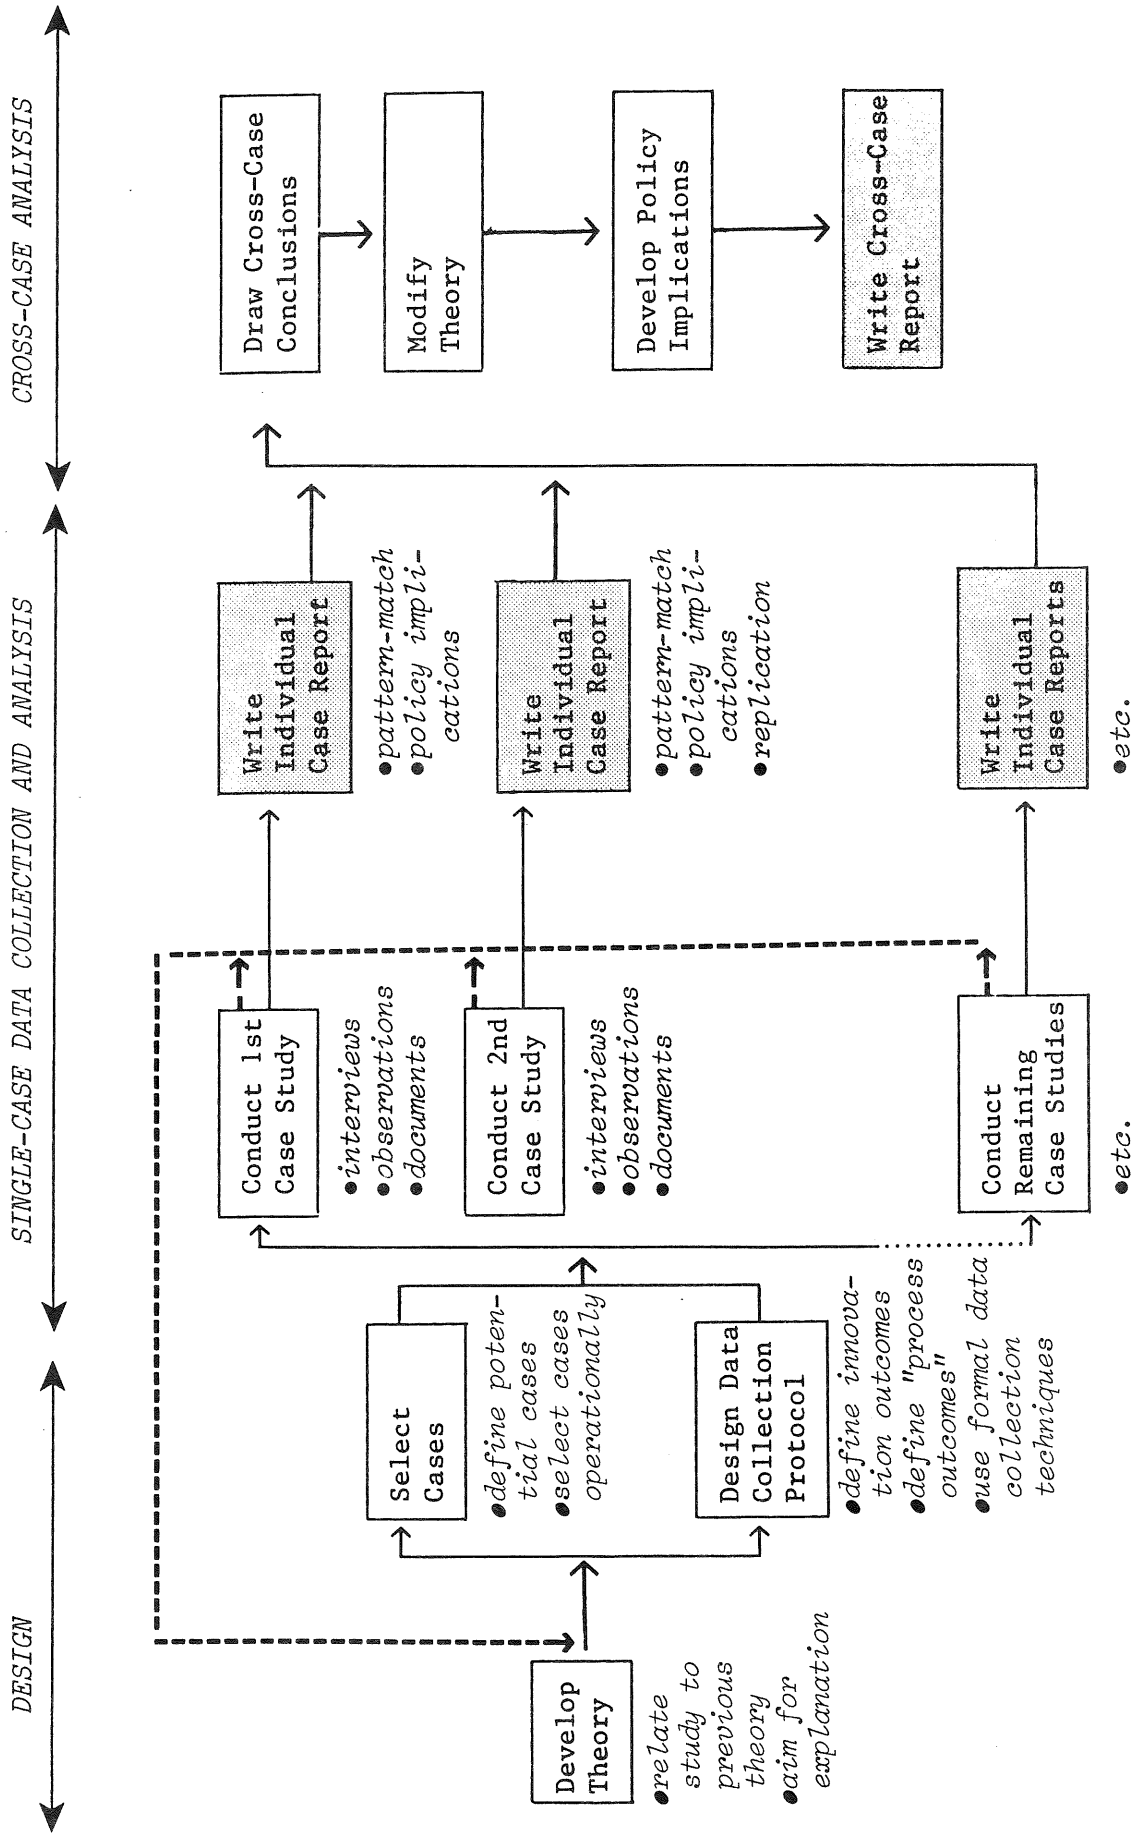 DESIGN
SINGLE-CASE DATA COLLECTION AND ANALYSIS
CROSS-CASE ANALYSIS
Develop
Theory
●relate
study to
previous
theory
●aim for
explanation
Select
Cases
●define poten-
tial cases
●select cases
operationally
Design Data
Collection
Protocol
●define innova-
tion outcomes
●define "process
outcomes"
●use formal data
collection
techniques
Conduct 1st
Case Study
●interviews
●observations
●documents
Conduct 2nd
Case Study
●interviews
●observations
●documents
Conduct
Remaining
Case Studies
●etc.
Write
Individual
Case Report
●pattern-match
●policy impli-
cations
Write
Individual
Case Report
●pattern-match
●policy impli-
cations
●replication
Write
Individual
Case Reports
●etc.
Draw Cross-Case
Conclusions
Modify
Theory
Develop Policy
Implications
Write Cross-Case
Report